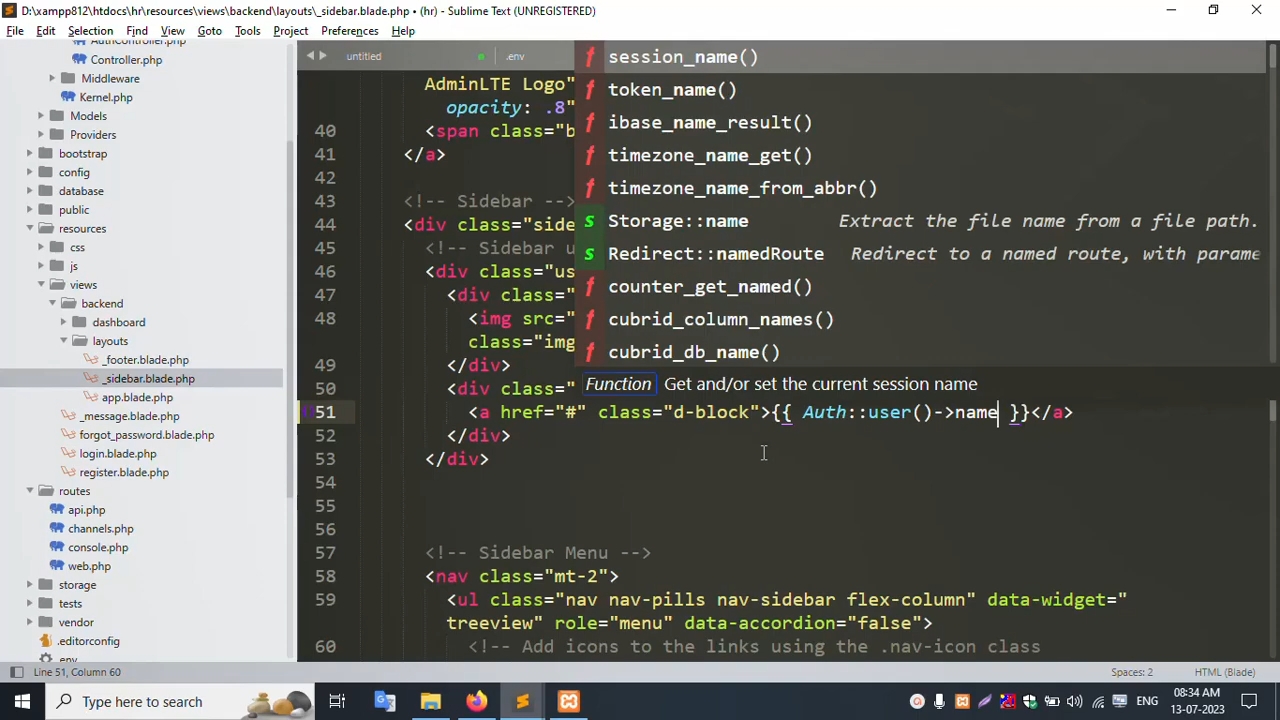 D:\xampp812\htdocs\hr\resources\views\backend\layouts\_sidebar.blade.php • (hr) - Sublime Text (UNREGISTERED)
File Edit Selection Find View Goto Tools Project Preferences Help
AuthController.php
Controller.php
Middleware
Kernel.php
Models
Providers
bootstrap
config
database
public
resources
css
js
views
backend
dashboard
layouts
_footer.blade.php
_sidebar.blade.php
app.blade.php
_message.blade.php
forgot_password.blade.php
login.blade.php
register.blade.php
routes
api.php
channels.php
console.php
web.php
storage
tests
vendor
.editorconfig
.env
untitled .env
AdminLTE Logo"
opacity: .8"
40 <span class="b
41 </a>
42
43 <!-- Sidebar -->
44 <div class="side
45 <!-- Sidebar u
46 <div class="us
47 <div class="
48 <img src="
class="img
49 </div>
50 <div class="
51 <a href="#" class="d-block">{{ Auth::user()->name }}</a>
52 </div>
53 </div>
54
55
56
57 <!-- Sidebar Menu -->
58 <nav class="mt-2">
59 <ul class="nav nav-pills nav-sidebar flex-column" data-widget="
treeview" role="menu" data-accordion="false">
60 <!-- Add icons to the links using the .nav-icon class
f session_name()
f token_name()
f ibase_name_result()
f timezone_name_get()
f timezone_name_from_abbr()
s Storage::name Extract the file name from a file path.
s Redirect::namedRoute Redirect to a named route, with parame
f counter_get_named()
f cubrid_column_names()
f cubrid_db_name()
Function Get and/or set the current session name
Line 51, Column 60 Spaces: 2 HTML (Blade)
Type here to search
ENG
08:34 AM
13-07-2023